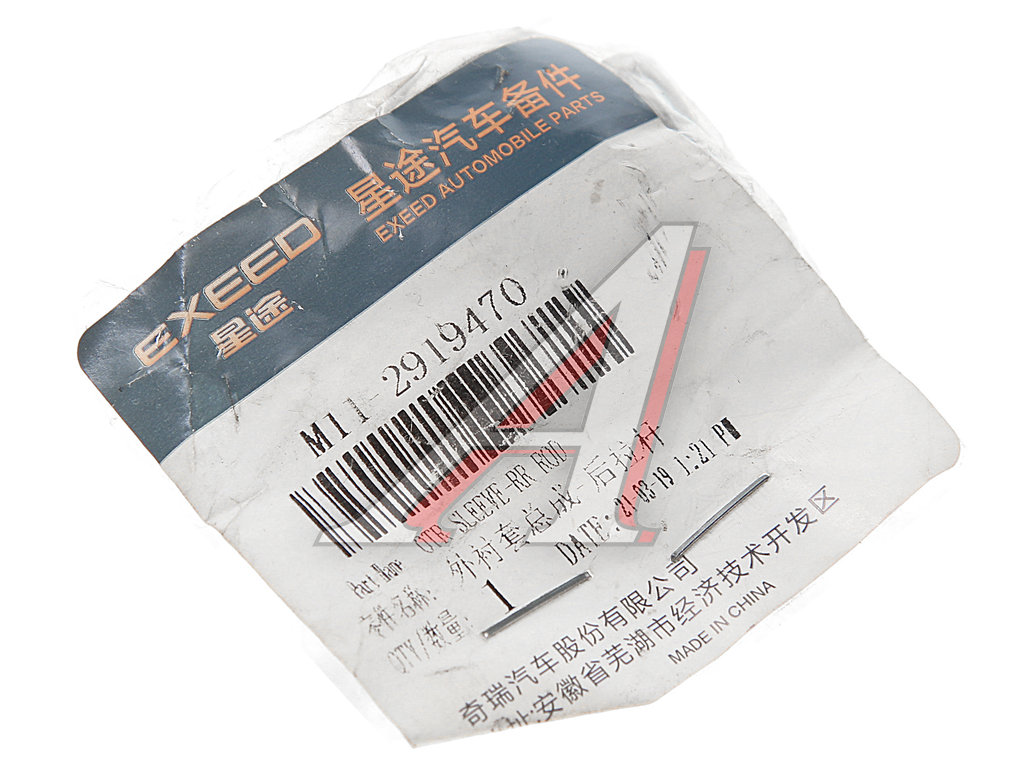 EXEED
星途
星途汽车备件
EXEED AUTOMOBILE PARTS
M11-2919470
Part Name
OTR SLEEVE-RR ROD
零件名称: 外衬套总成-后拉杆
QTY/数量: 1
DATE: 21-03-19 1:21 PM
奇瑞汽车股份有限公司
址:安徽省芜湖市经济技术开发区
MADE IN CHINA